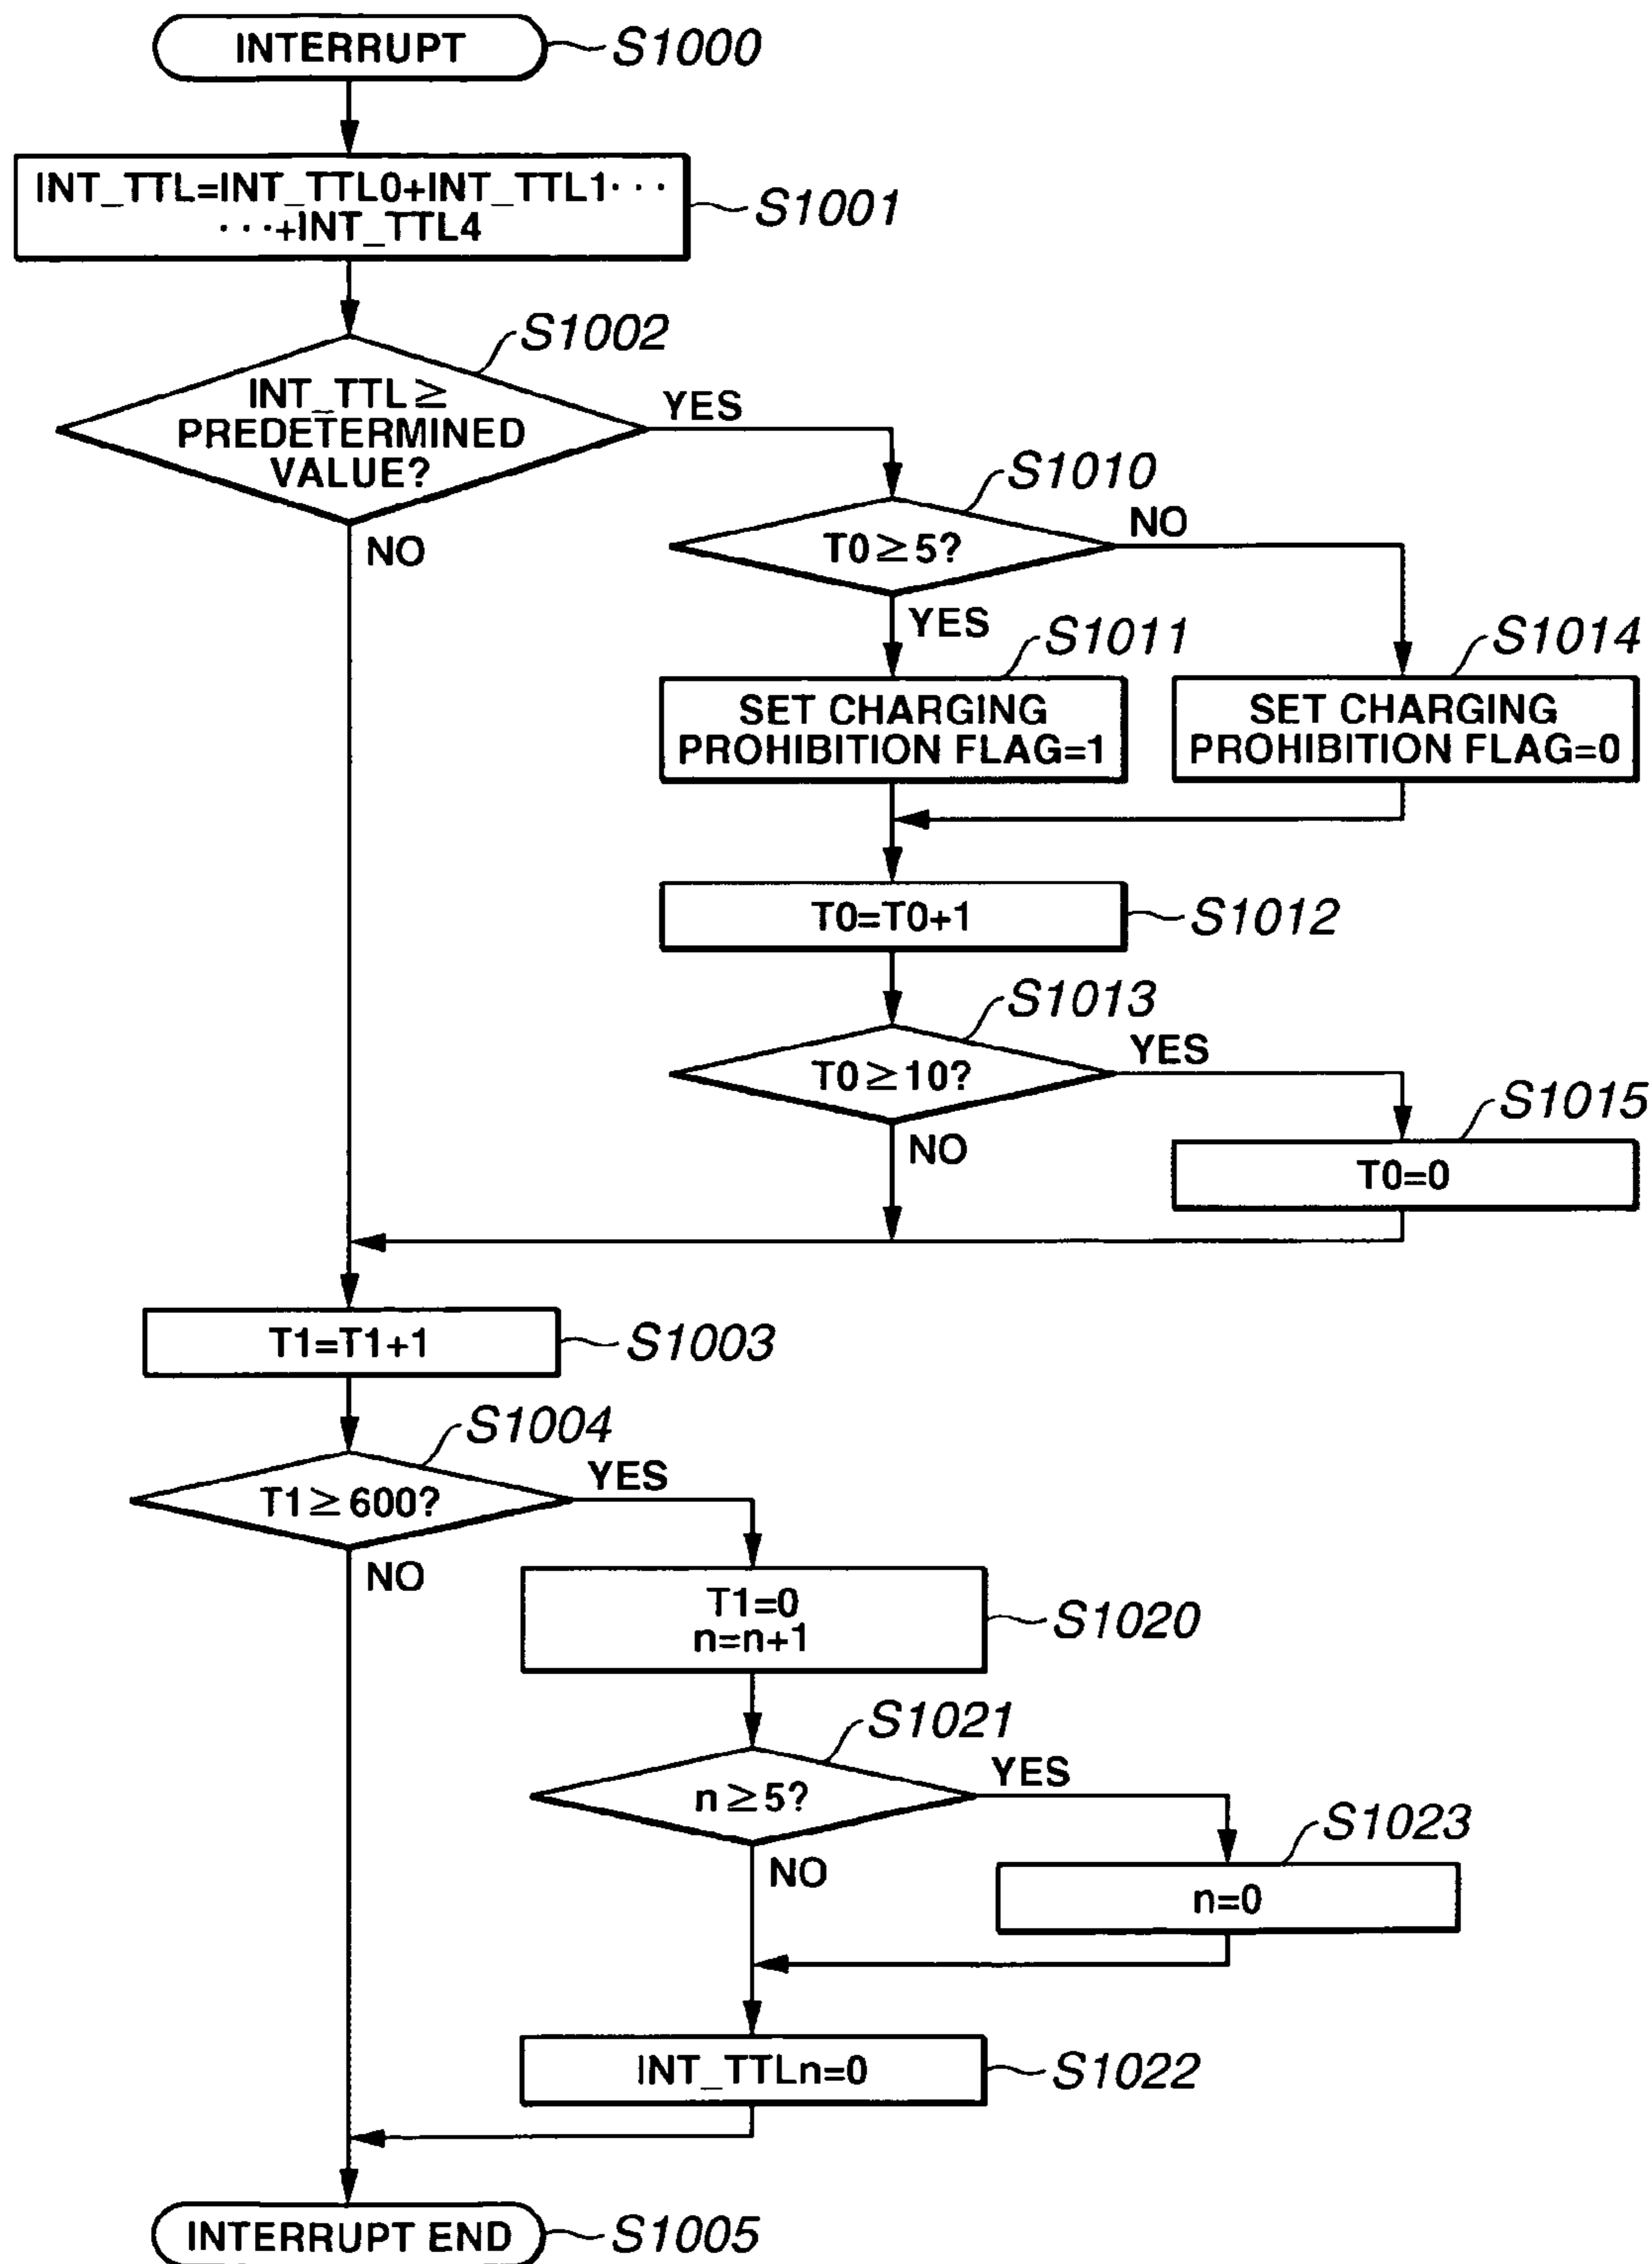 INTERRUPT
S1000
INT_TTL=INT_TTL0+INT_TTL1···
···+INT_TTL4
S1001
S1002
INT_TTL≥
PREDETERMINED
VALUE?
YES
NO
S1010
T0≥5?
NO
YES
S1011
SET CHARGING
PROHIBITION FLAG=1
S1014
SET CHARGING
PROHIBITION FLAG=0
T0=T0+1
S1012
S1013
T0≥10?
YES
NO
S1015
T0=0
T1=T1+1
S1003
S1004
T1≥600?
YES
NO
T1=0
n=n+1
S1020
S1021
n≥5?
YES
NO
S1023
n=0
INT_TTLn=0
S1022
INTERRUPT END
S1005